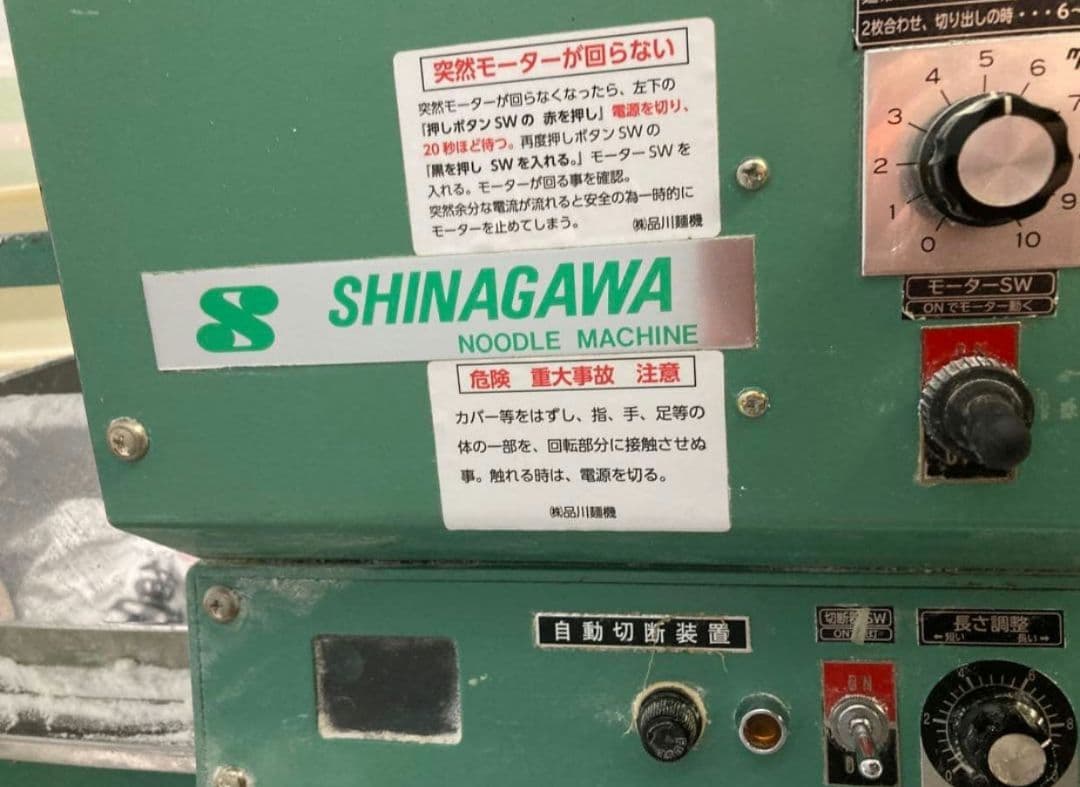 2枚合わせ、切り出しの時・・・6~
突然モーターが回らない
突然モーターが回らなくなったら、左下の
「押しボタンSWの 赤を押し」電源を切り、
20秒ほど待つ。再度押しボタンSWの
「黒を押し SWを入れる。」モーターSWを
入れる。モーターが回る事を確認。
突然余分な電流が流れると安全の為一時的に
モーターを止めてしまう。
㈱品川麺機
0 1 2 3 4 5 6 7 9 10
モーターSW
ONでモーター動く
S SHINAGAWA
NOODLE MACHINE
危険 重大事故 注意
カバー等をはずし、指、手、足等の
体の一部を、回転部分に接触させぬ
事。触れる時は、電源を切る。
㈱品川麺機
自動切断装置
SW
長さ調整
←短い 長い→
ON
2 4 6 8